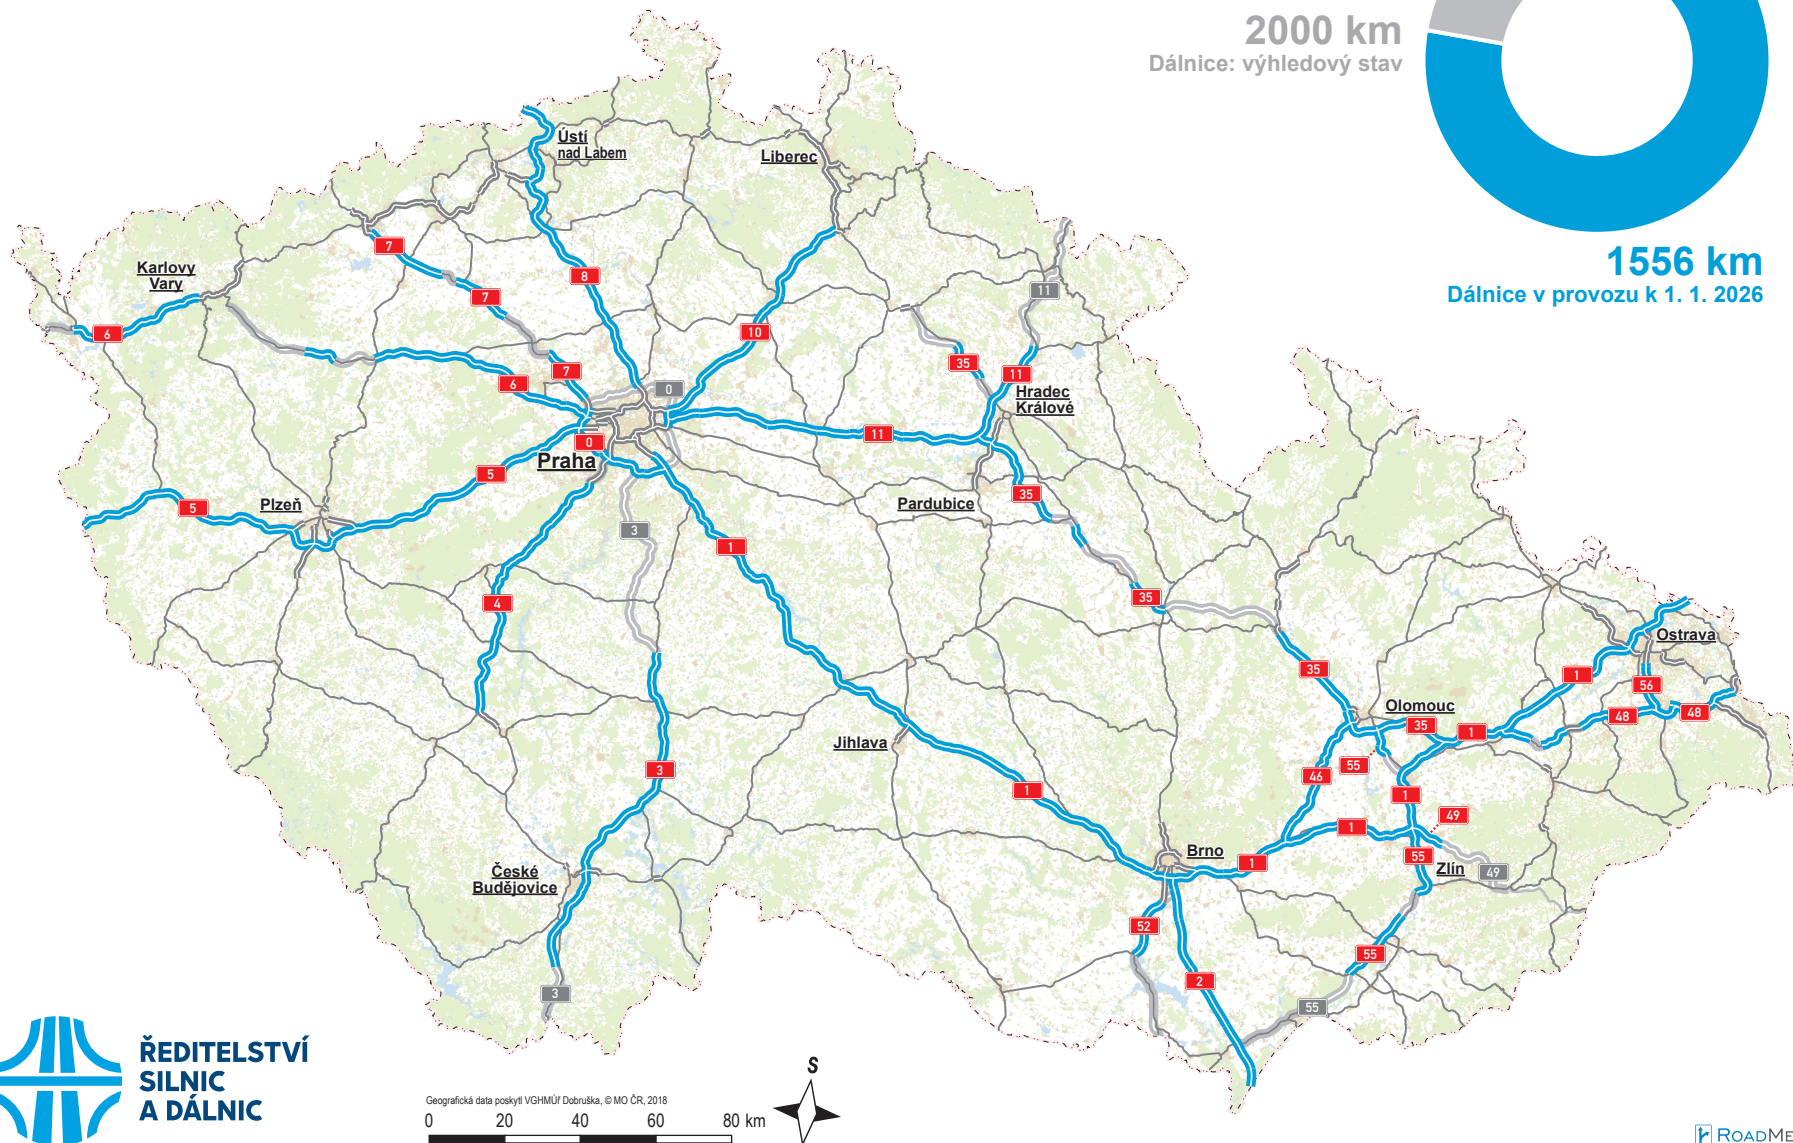 2000 km
Dálnice: výhledový stav
1556 km
Dálnice v provozu k 1. 1. 2026
Ústí
nad Labem
Liberec
7
Karlovy
Vary
8
11
7
6
10
35
7
0
11
6
Hradec
Králové
11
0
Praha
5
5
Plzeň
35
Pardubice
3
1
4
35
Ostrava
35
1
56
Olomouc
48
48
35
1
Jihlava
55
3
46
1
1
49
1
Brno
55
1
Zlín
49
České
Budějovice
52
55
2
3
55
ŘEDITELSTVÍ
SILNIC
A DÁLNIC
S
Geografická data poskytl VGHMÚř Dobruška, © MO ČR, 2018
0 20 40 60 80 km
ROADME